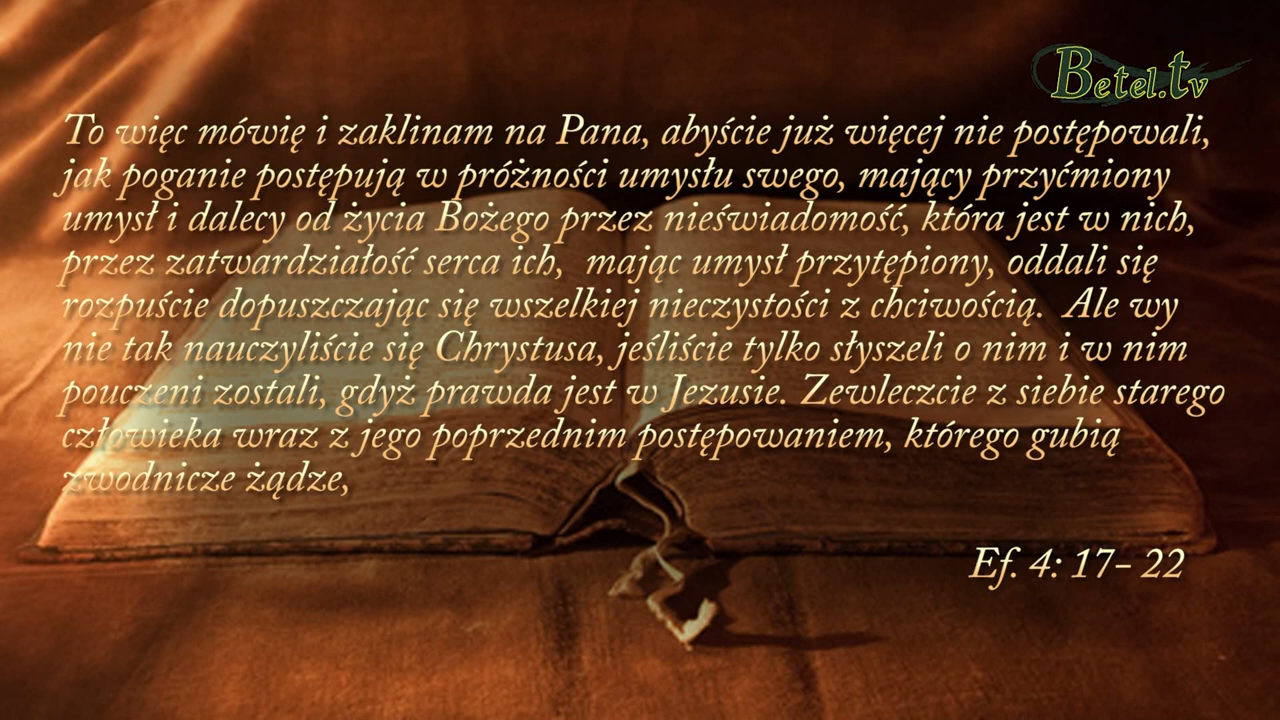 Betel.tv
To więc mówię i zaklinam na Pana, abyście już więcej nie postępowali,
jak poganie postępują w próżności umysłu swego, mający przyćmiony
umysł i dalecy od życia Bożego przez nieświadomość, która jest w nich,
przez zatwardziałość serca ich,  mając umysł przytępiony, oddali się
rozpuście dopuszczając się wszelkiej nieczystości z chciwością.  Ale wy
nie tak nauczyliście się Chrystusa, jeśliście tylko słyszeli o nim i w nim
pouczeni zostali, gdyż prawda jest w Jezusie. Zewleczcie z siebie starego
człowieka wraz z jego poprzednim postępowaniem, którego gubią
zwodnicze żądze,
Ef. 4: 17- 22